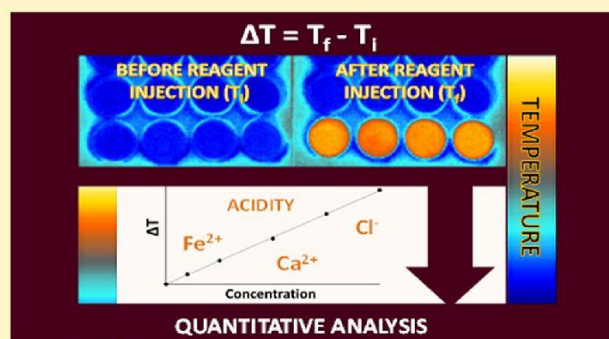 ΔT = T_f - T_i
BEFORE REAGENT
INJECTION (T_i)
AFTER REAGENT
INJECTION (T_f)
TEMPERATURE
ΔT
ACIDITY
Fe²⁺
Cl⁻
Ca²⁺
Concentration
QUANTITATIVE ANALYSIS